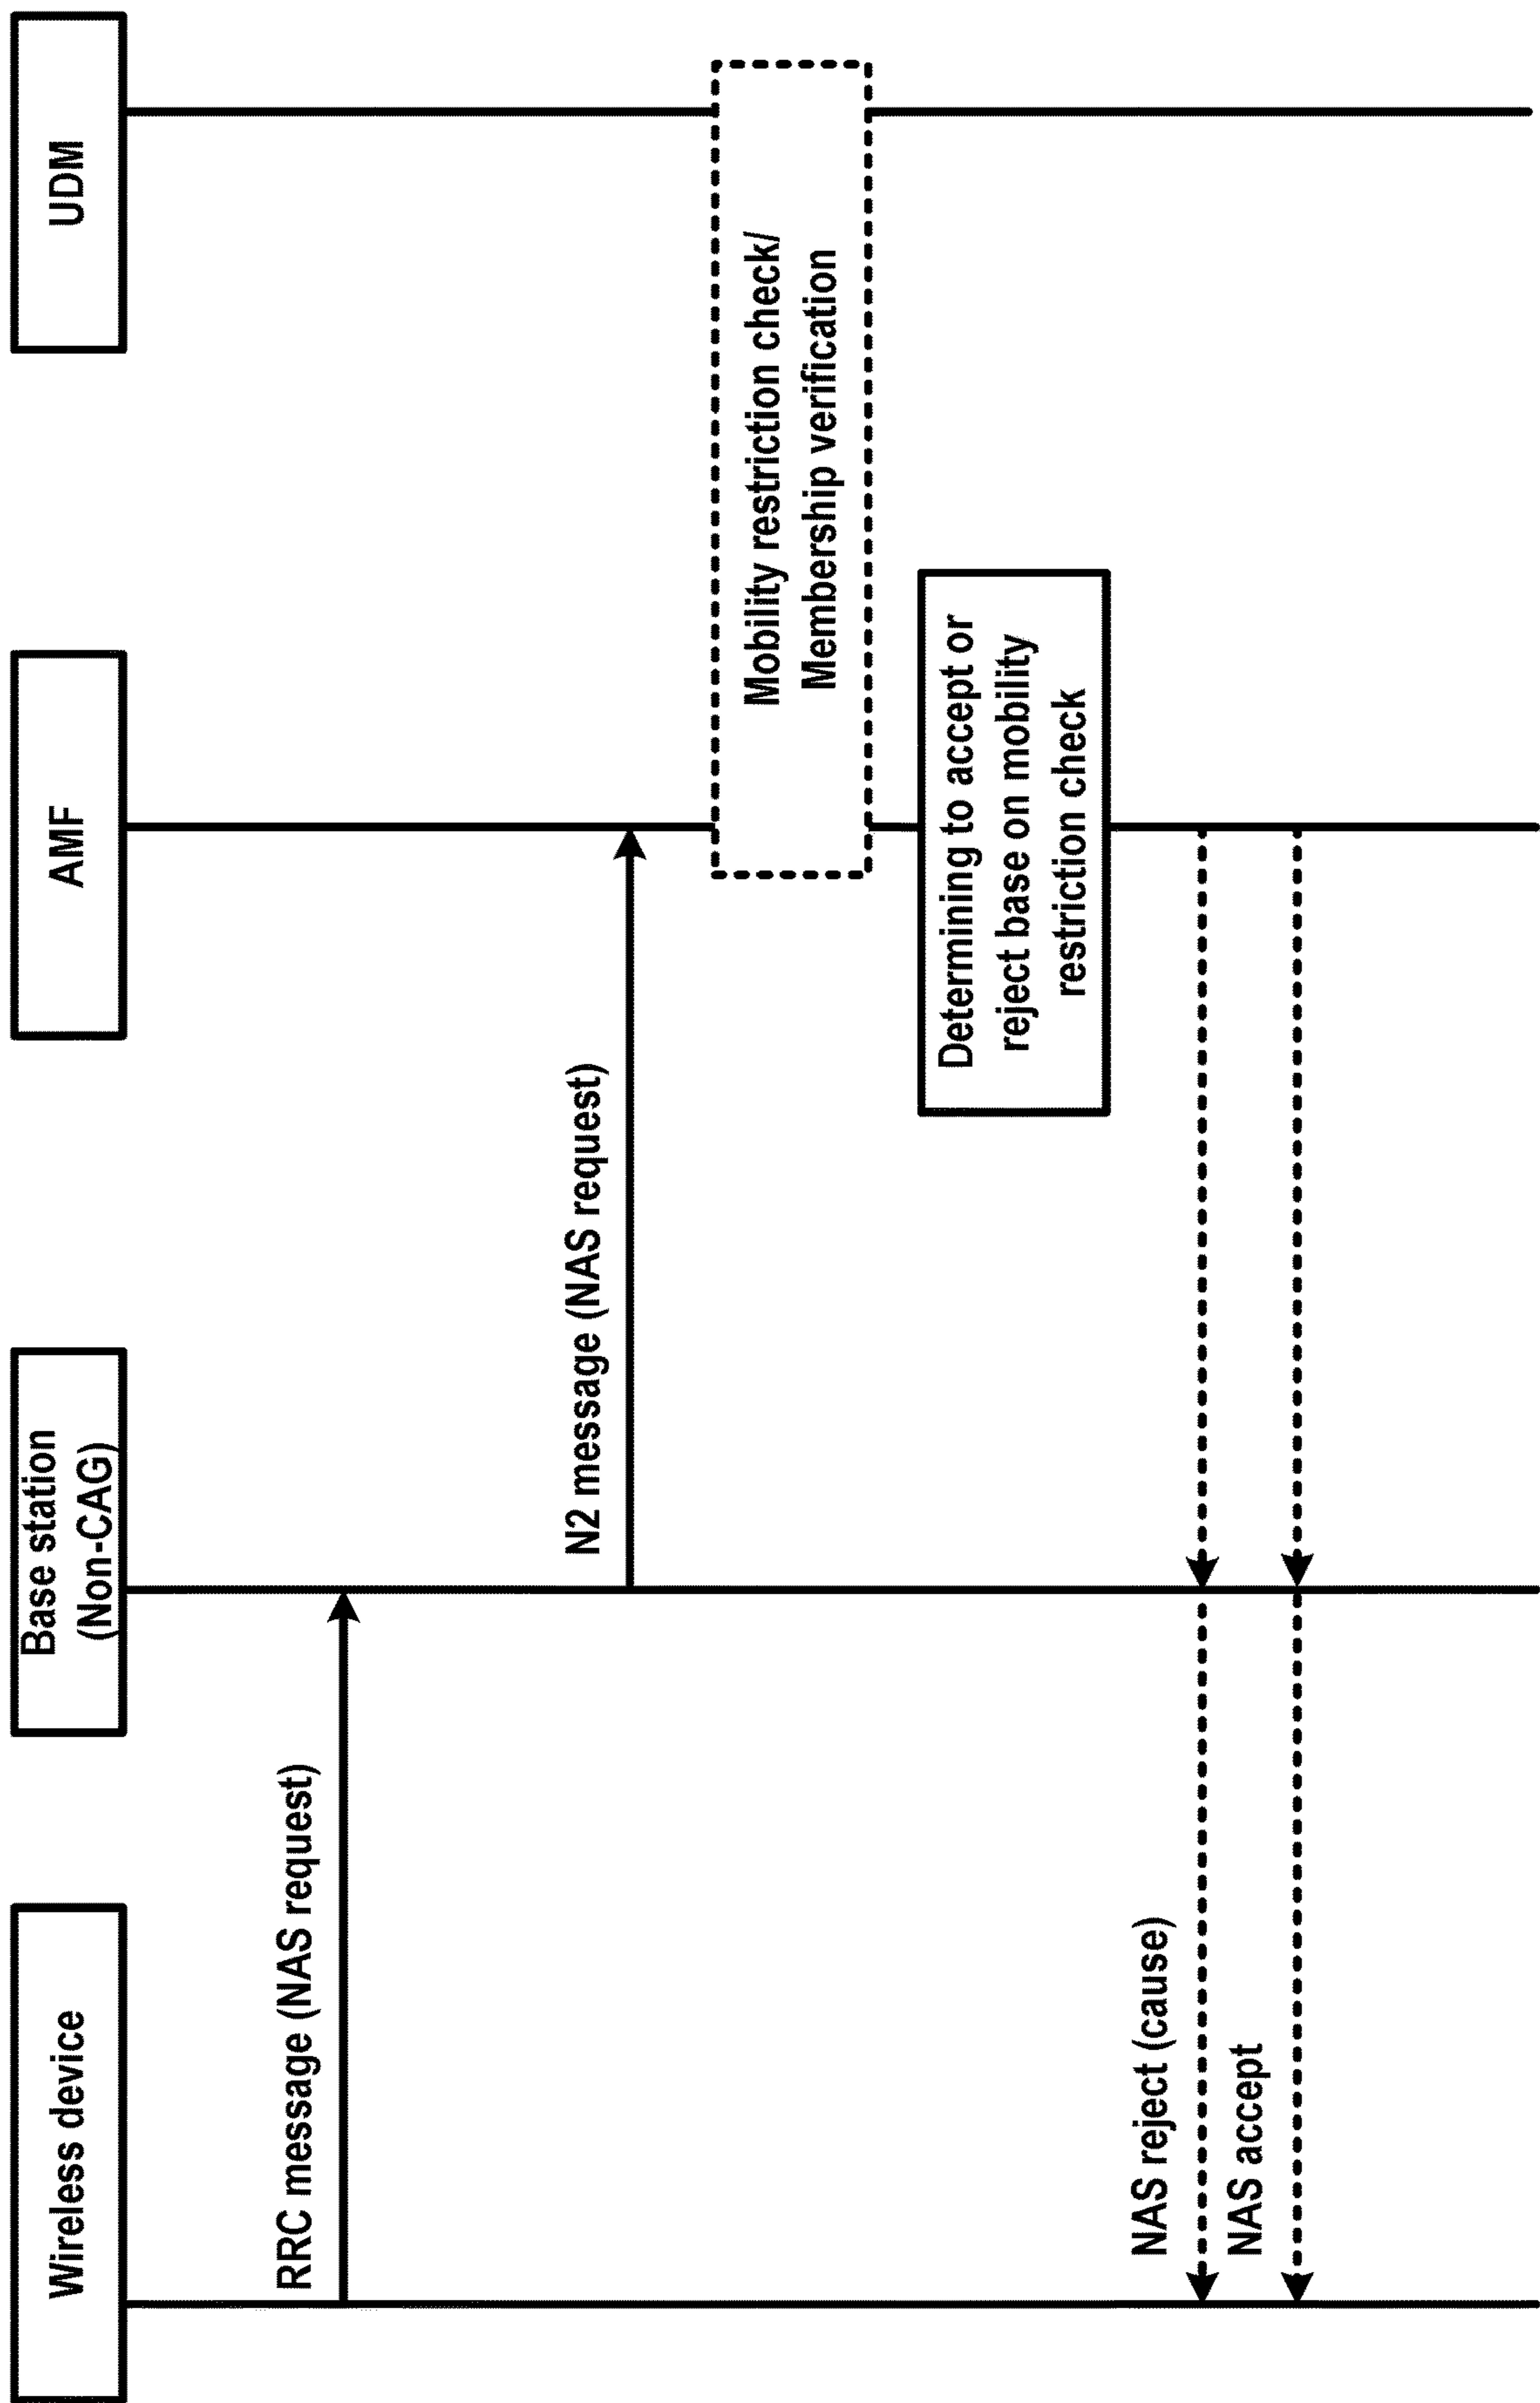 Wireless device
Base station
(Non-CAG)
AMF
UDM
RRC message (NAS request)
N2 message (NAS request)
Mobility restriction check/
Membership verification
Determining to accept or
reject base on mobility
restriction check
NAS reject (cause)
NAS accept